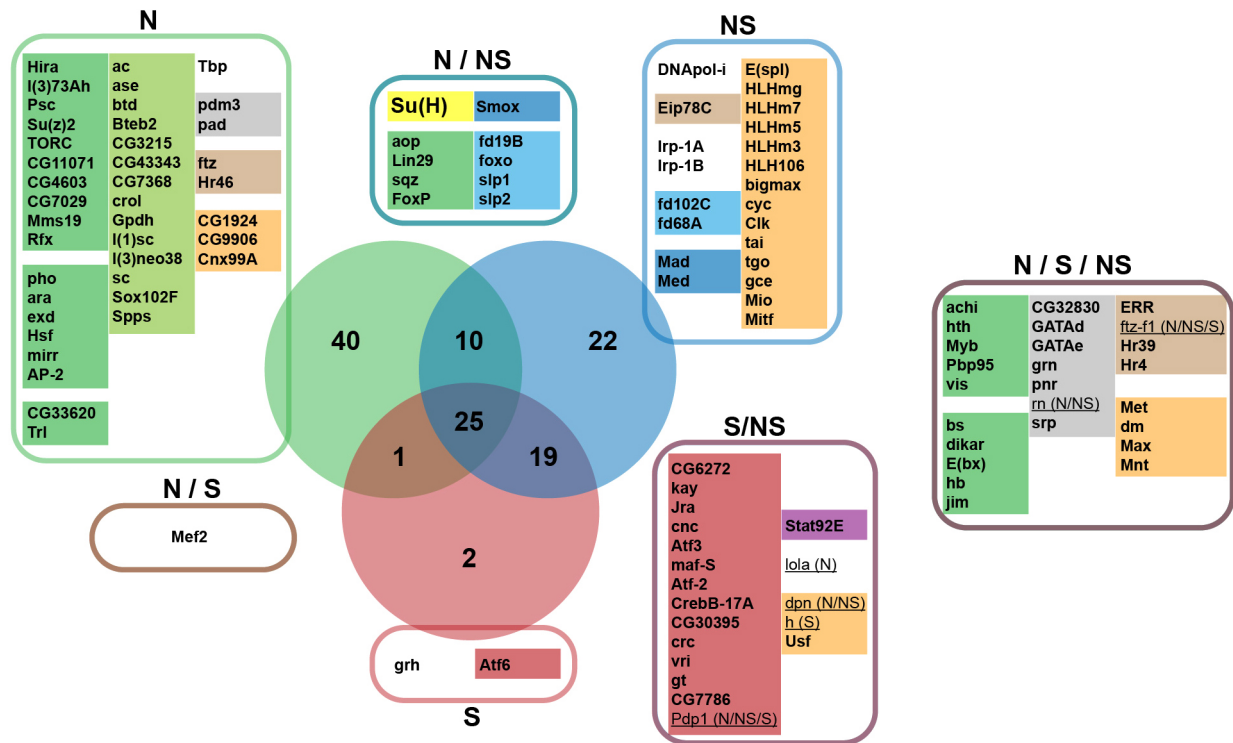 N
Hira
l(3)73Ah
Psc
Su(z)2
TORC
CG11071
CG4603
CG7029
Mms19
Rfx
pho
ara
exd
Hsf
mirr
AP-2
CG33620
Trl
ac
ase
btd
Bteb2
CG3215
CG43343
CG7368
crol
Gpdh
l(1)sc
l(3)neo38
sc
Sox102F
Spps
Tbp
pdm3
pad
ftz
Hr46
CG1924
CG9906
Cnx99A
N / NS
Su(H)
Smox
aop
Lin29
sqz
FoxP
fd19B
foxo
slp1
slp2
NS
DNApol-i
Eip78C
Irp-1A
Irp-1B
fd102C
fd68A
Mad
Med
E(spl)
HLHmg
HLHm7
HLHm5
HLHm3
HLH106
bigmax
cyc
Clk
tai
tgo
gce
Mio
Mitf
40
10
22
25
1
19
2
N / S
Mef2
S/NS
CG6272
kay
Jra
cnc
Atf3
maf-S
Atf-2
CrebB-17A
CG30395
crc
vri
gt
CG7786
Pdp1 (N/NS/S)
Stat92E
lola (N)
dpn (N/NS)
h (S)
Usf
grh
Atf6
S
N / S / NS
achi
hth
Myb
Pbp95
vis
bs
dikar
E(bx)
hb
jim
CG32830
GATAd
GATAe
grn
pnr
rn (N/NS)
srp
ERR
ftz-f1 (N/NS/S)
Hr39
Hr4
Met
dm
Max
Mnt